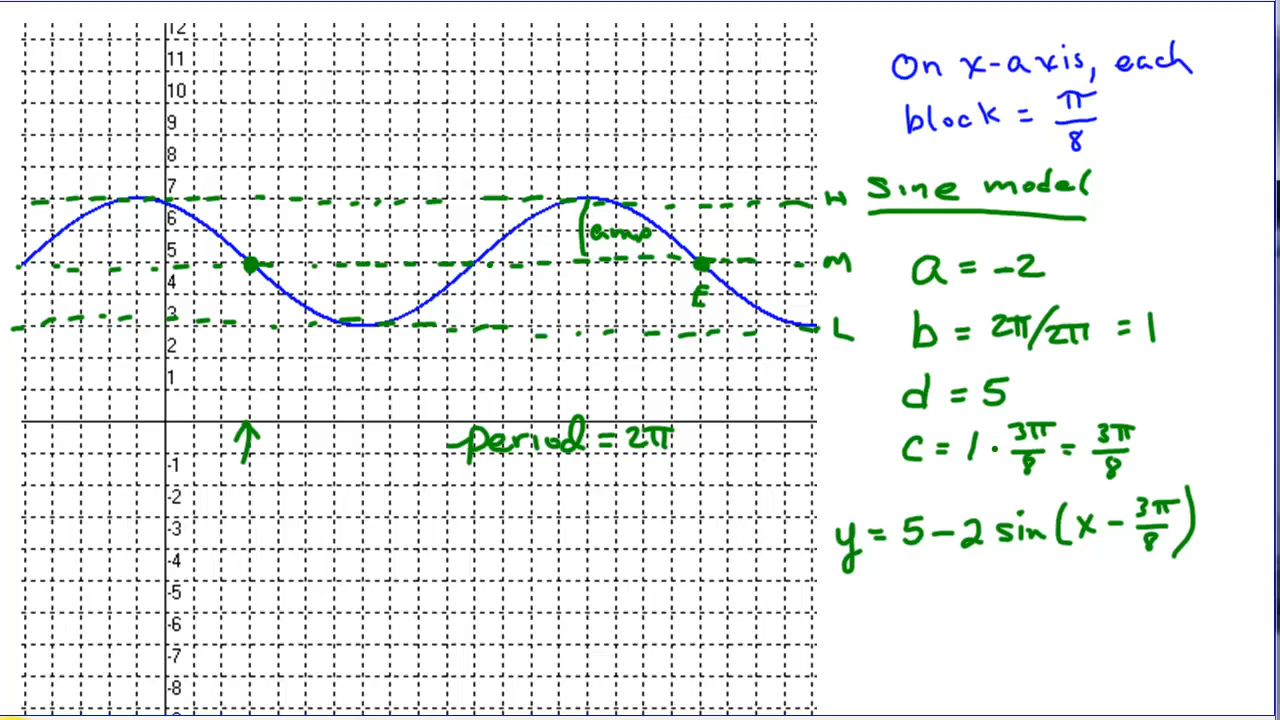 12
11
10
9
8
7
6
5
4
3
2
1
-1
-2
-3
-4
-5
-6
-7
-8
H
M
L
amp
E
period = 2π
On x-axis, each
block = π/8
Sine model
a = -2
b = 2π/2π = 1
d = 5
c = 1 · 3π/8 = 3π/8
y = 5 - 2 sin(x - 3π/8)